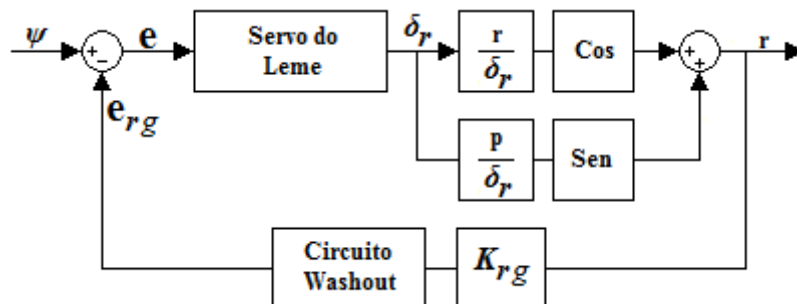 ψ
+
−
e
Servo do
Leme
δr
r
δr
Cos
+
+
r
p
δr
Sen
erg
Circuito
Washout
Krg